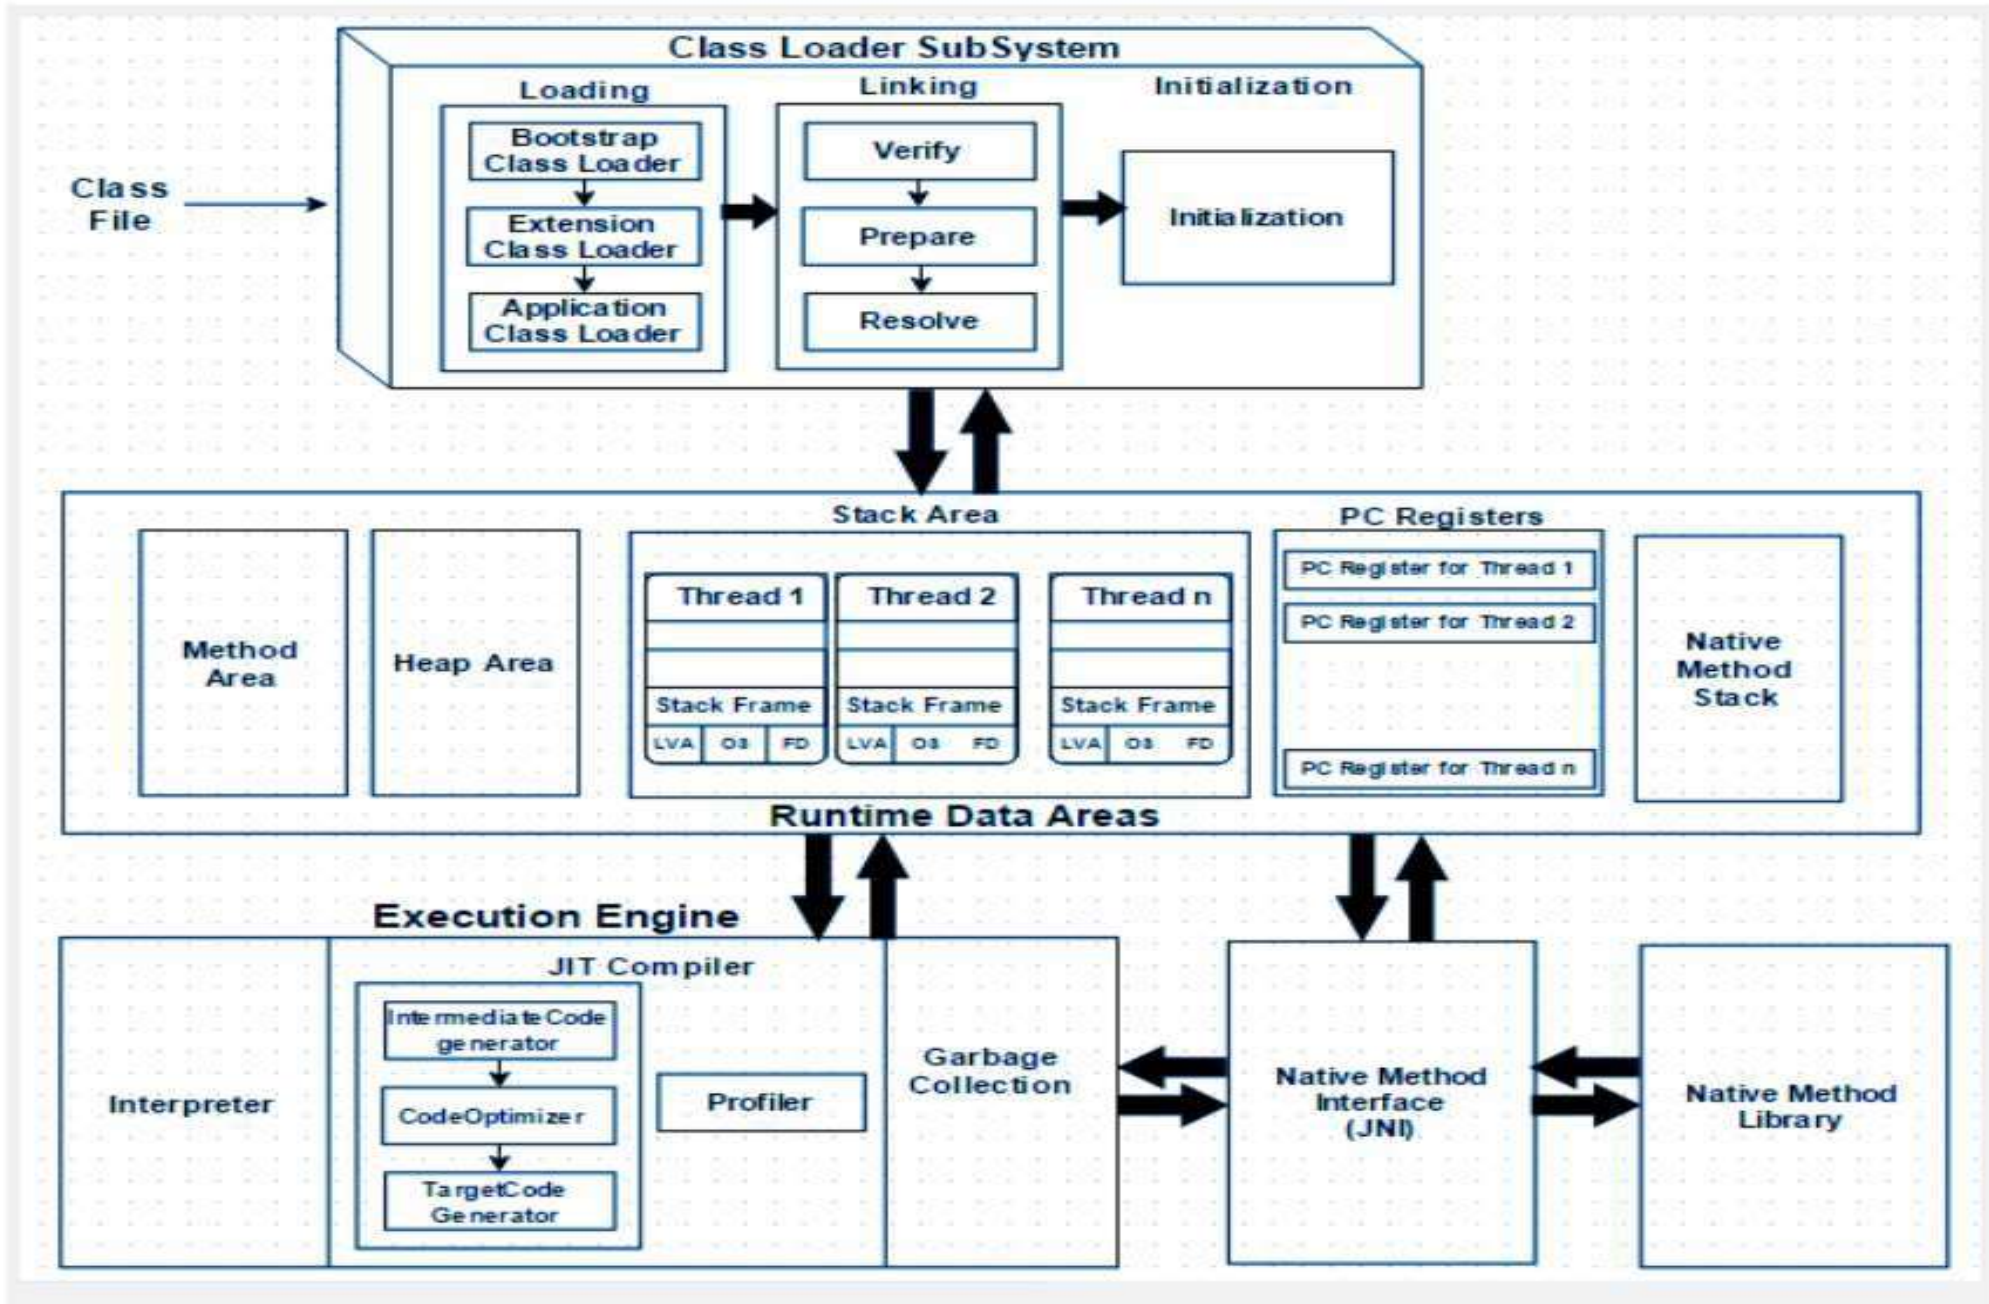 Class Loader SubSystem
Loading
Linking
Initialization
Bootstrap
Class Loader
Extension
Class Loader
Application
Class Loader
Verify
Prepare
Resolve
Initialization
Class
File
Stack Area
PC Registers
Method
Area
Heap Area
Thread 1
Stack Frame
LVA OS FD
Thread 2
Stack Frame
LVA OS FD
Thread n
Stack Frame
LVA OS FD
PC Register for Thread 1
PC Register for Thread 2
PC Register for Thread n
Native
Method
Stack
Runtime Data Areas
Execution Engine
Interpreter
JIT Compiler
IntermediateCode
generator
CodeOptimizer
TargetCode
Generator
Profiler
Garbage
Collection
Native Method
Interface
(JNI)
Native Method
Library